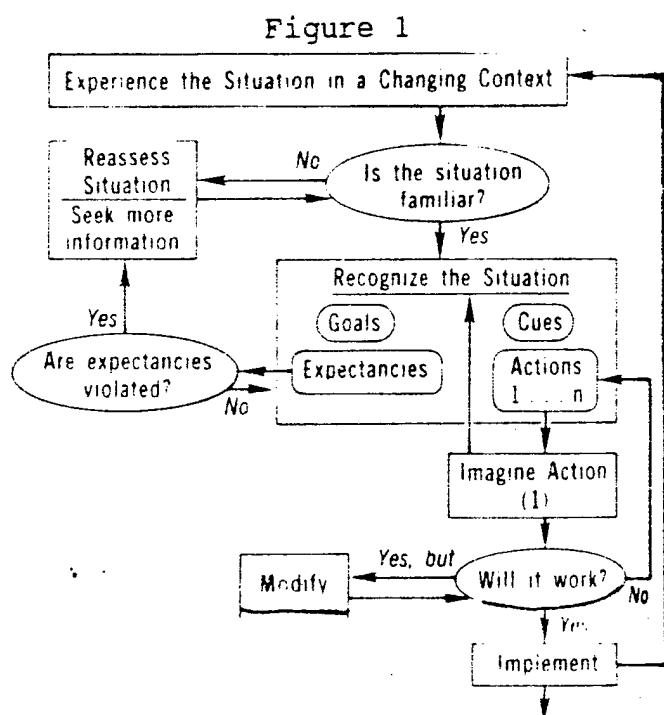 Figure 1
Experience the Situation in a Changing Context
No
Reassess
Situation
Seek more
information
Is the situation
familiar?
Yes
Recognize the Situation
Goals
Cues
Yes
Are expectancies
violated?
Expectancies
Actions
1 . . . n
No
Imagine Action
(1)
Yes, but
Modify
Will it work?
No
Yes
Implement